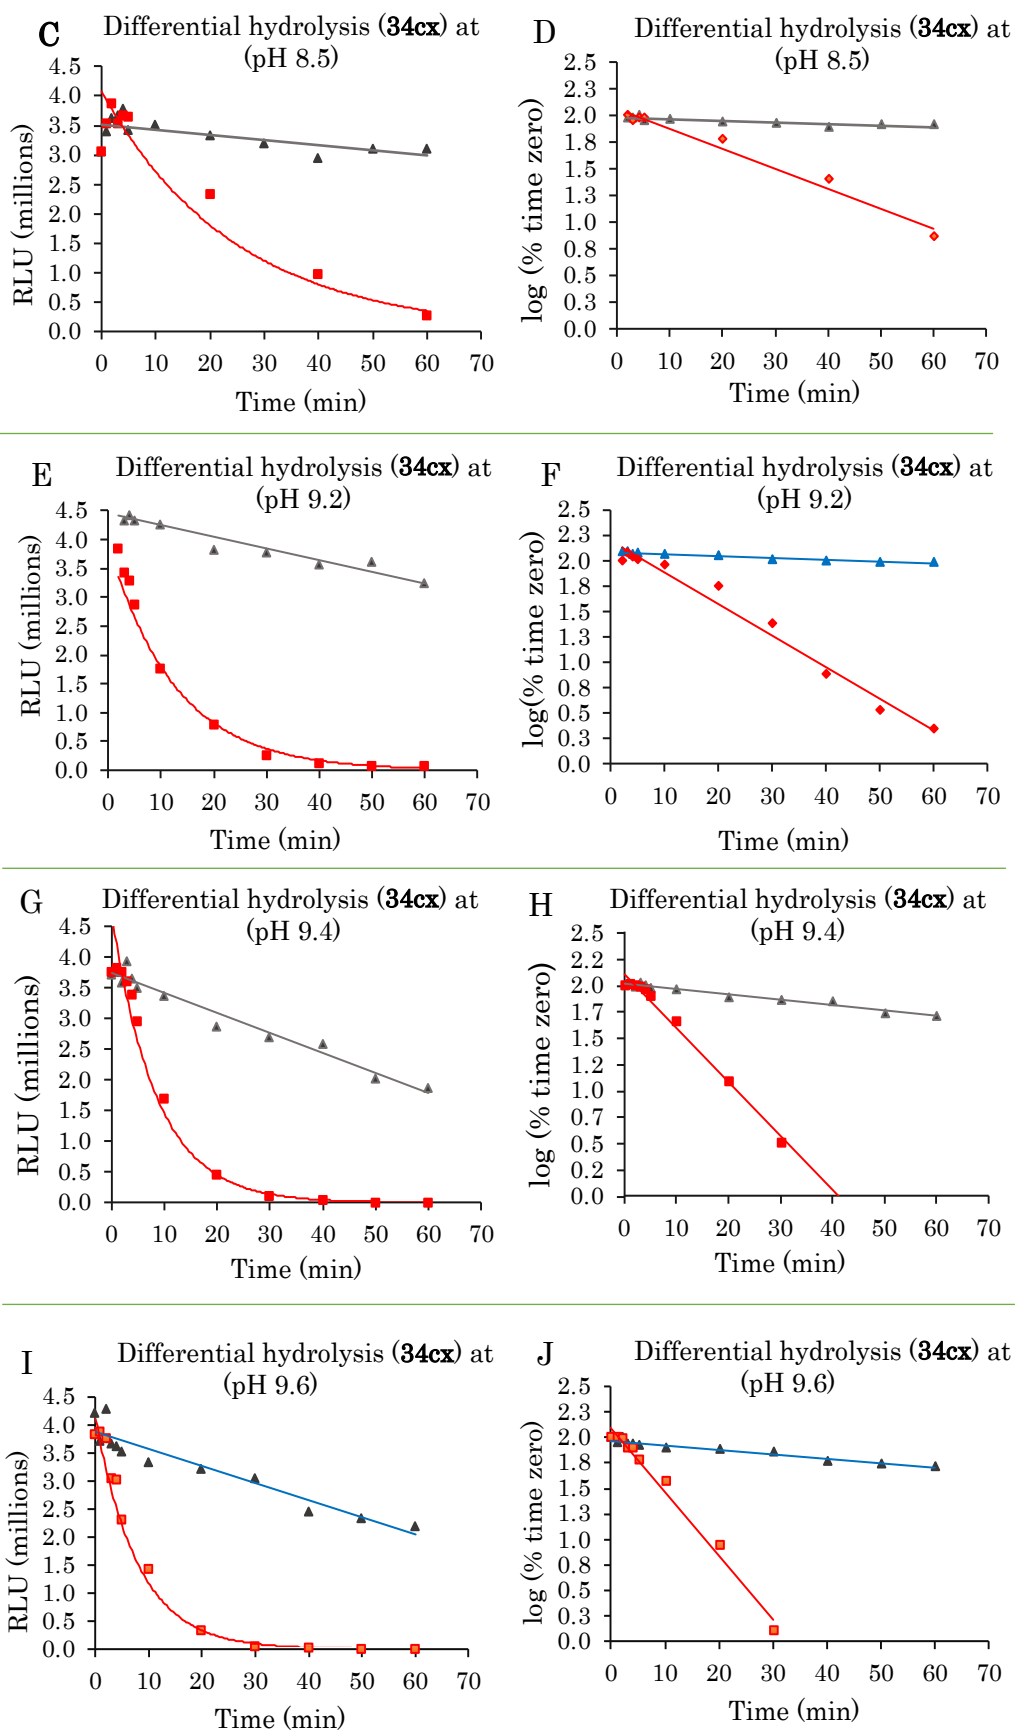 C
Differential hydrolysis (34cx) at
(pH 8.5)
4.5
4.0
3.5
3.0
2.5
2.0
1.5
1.0
0.5
0.0
RLU (millions)
0 10 20 30 40 50 60 70
Time (min)
D
Differential hydrolysis (34cx) at
(pH 8.5)
2.5
2.3
2.0
1.8
1.5
1.3
1.0
0.8
0.5
0.3
0.0
log (% time zero)
0 10 20 30 40 50 60 70
Time (min)
E
Differential hydrolysis (34cx) at
(pH 9.2)
4.5
4.0
3.5
3.0
2.5
2.0
1.5
1.0
0.5
0.0
RLU (millions)
0 10 20 30 40 50 60 70
Time (min)
F
Differential hydrolysis (34cx) at
(pH 9.2)
2.5
2.3
2.0
1.8
1.5
1.3
1.0
0.8
0.5
0.3
0.0
log(% time zero)
0 10 20 30 40 50 60 70
Time (min)
G
Differential hydrolysis (34cx) at
(pH 9.4)
4.5
4.0
3.5
3.0
2.5
2.0
1.5
1.0
0.5
0.0
RLU (millions)
0 10 20 30 40 50 60 70
Time (min)
H
Differential hydrolysis (34cx) at
(pH 9.4)
2.5
2.2
2.0
1.7
1.5
1.2
1.0
0.7
0.5
0.2
0.0
log (% time zero)
0 10 20 30 40 50 60 70
Time (min)
I
Differential hydrolysis (34cx) at
(pH 9.6)
4.5
4.0
3.5
3.0
2.5
2.0
1.5
1.0
0.5
0.0
RLU (millions)
0 10 20 30 40 50 60 70
Time (min)
J
Differential hydrolysis (34cx) at
(pH 9.6)
2.5
2.3
2.0
1.8
1.5
1.3
1.0
0.8
0.5
0.3
0.0
log (% time zero)
0 10 20 30 40 50 60 70
Time (min)